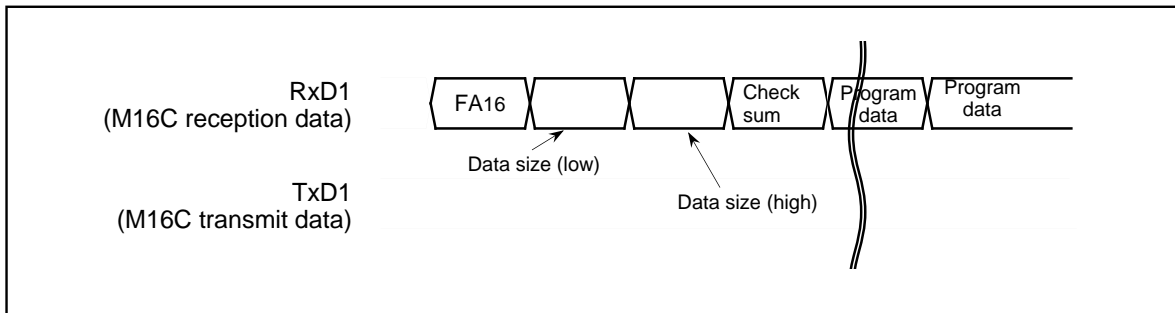 RxD1
(M16C reception data)
FA16
Check
sum
Program
data
Program
data
Data size (low)
Data size (high)
TxD1
(M16C transmit data)